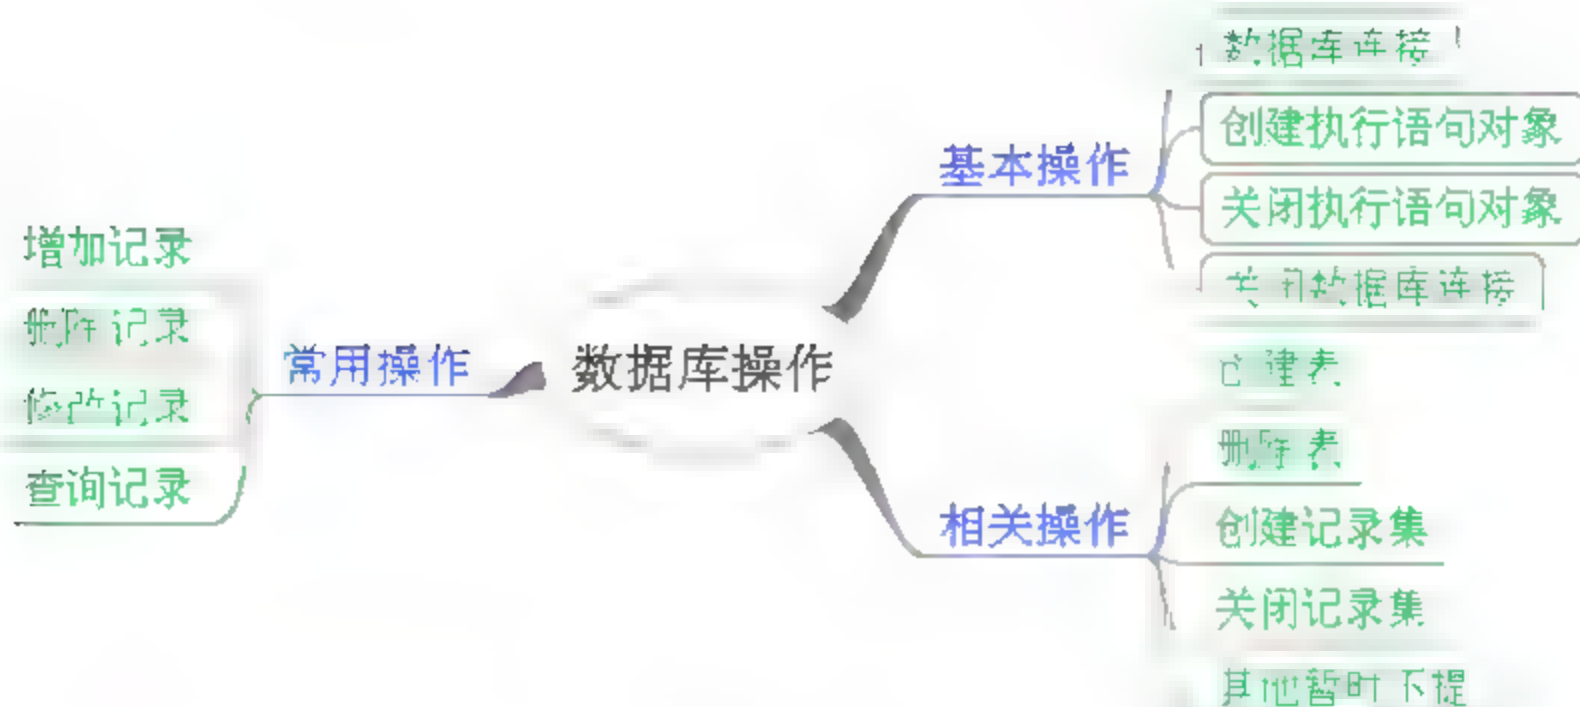 数据库连接
创建执行语句对象
基本操作
关闭执行语句对象
增加记录
关闭数据库连接
删除记录
常用操作
数据库操作
创建表
修改记录
删除表
查询记录
相关操作
创建记录集
关闭记录集
其他暂时不提